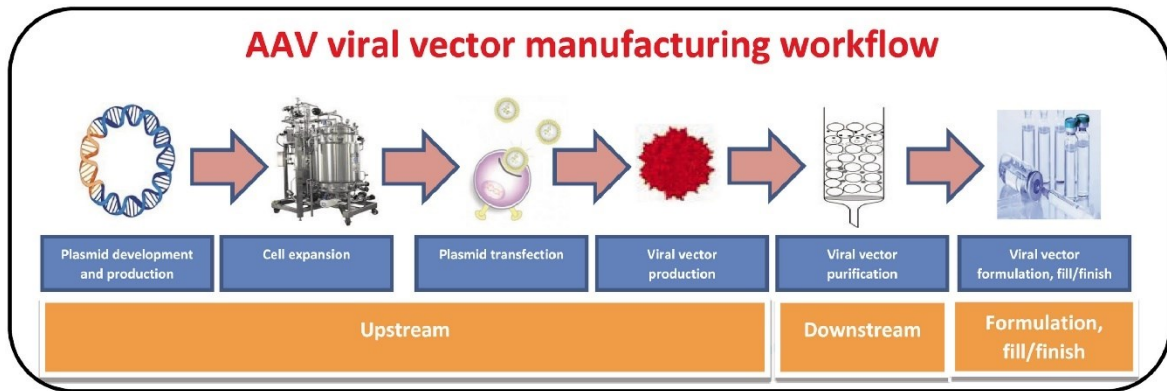 AAV viral vector manufacturing workflow
Plasmid development
and production
Cell expansion
Plasmid transfection
Viral vector
production
Viral vector
purification
Viral vector
formulation, fill/finish
Upstream
Downstream
Formulation,
fill/finish